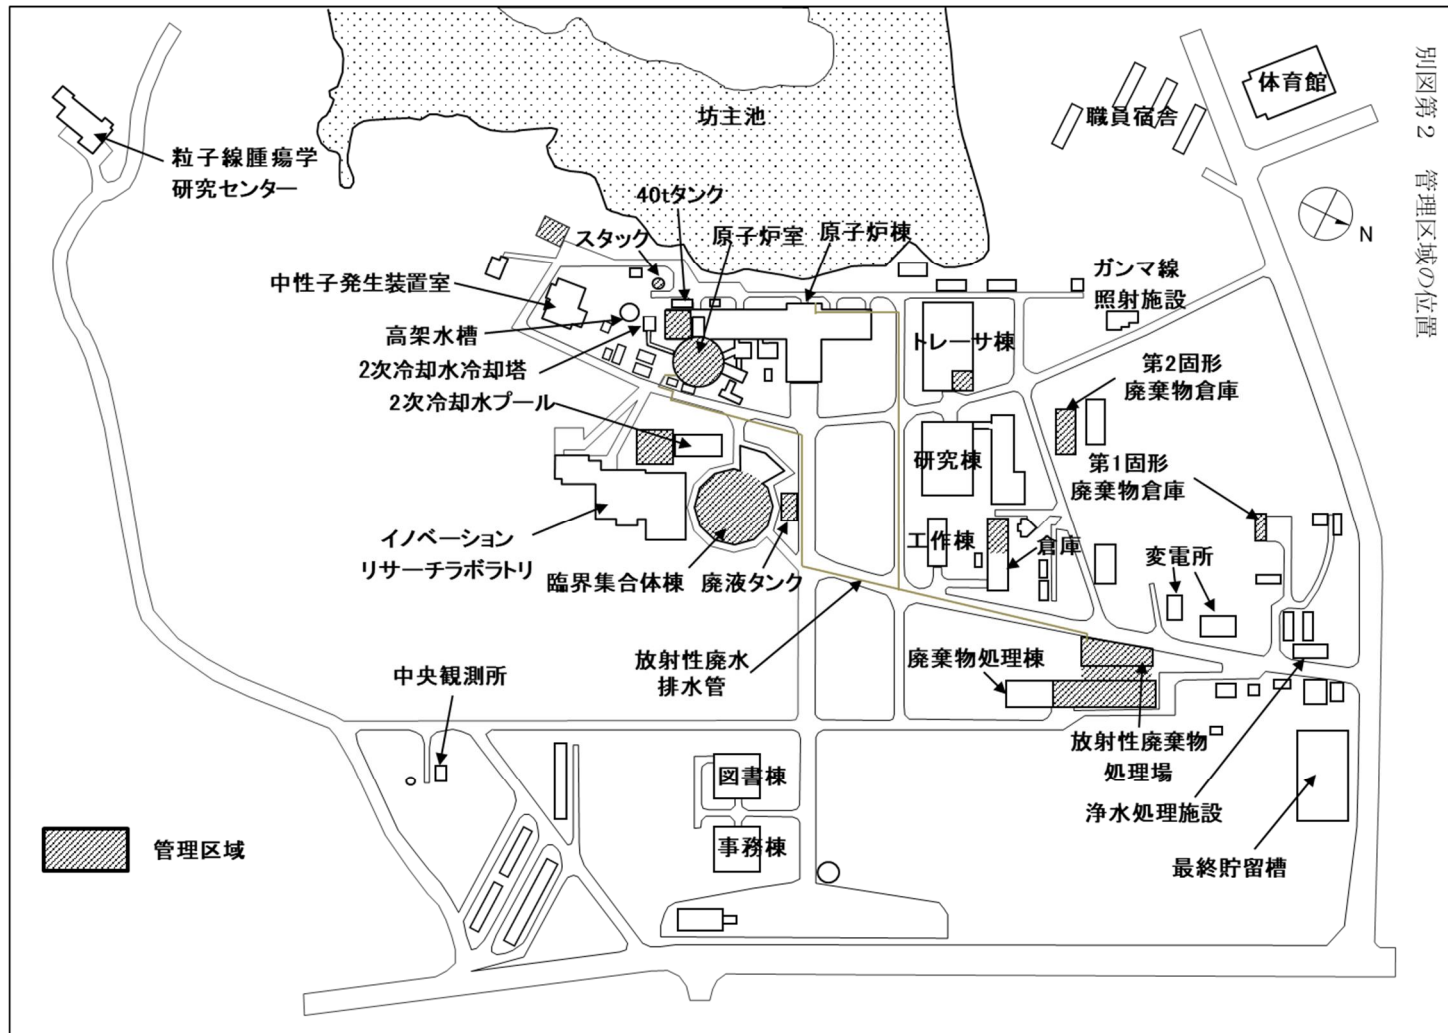 別図第2 管理区域の位置
体育館
職員宿舎
坊主池
粒子線腫瘍学
研究センター
N
40tタンク
スタック
原子炉室
原子炉棟
中性子発生装置室
ガンマ線
照射施設
高架水槽
トレーサ棟
2次冷却水冷却塔
第2固形
廃棄物倉庫
2次冷却水プール
研究棟
第1固形
廃棄物倉庫
イノベーション
リサーチラボラトリ
工作棟
倉庫
変電所
臨界集合体棟
廃液タンク
放射性廃水
排水管
廃棄物処理棟
中央観測所
放射性廃棄物
処理場
図書棟
浄水処理施設
管理区域
事務棟
最終貯留槽